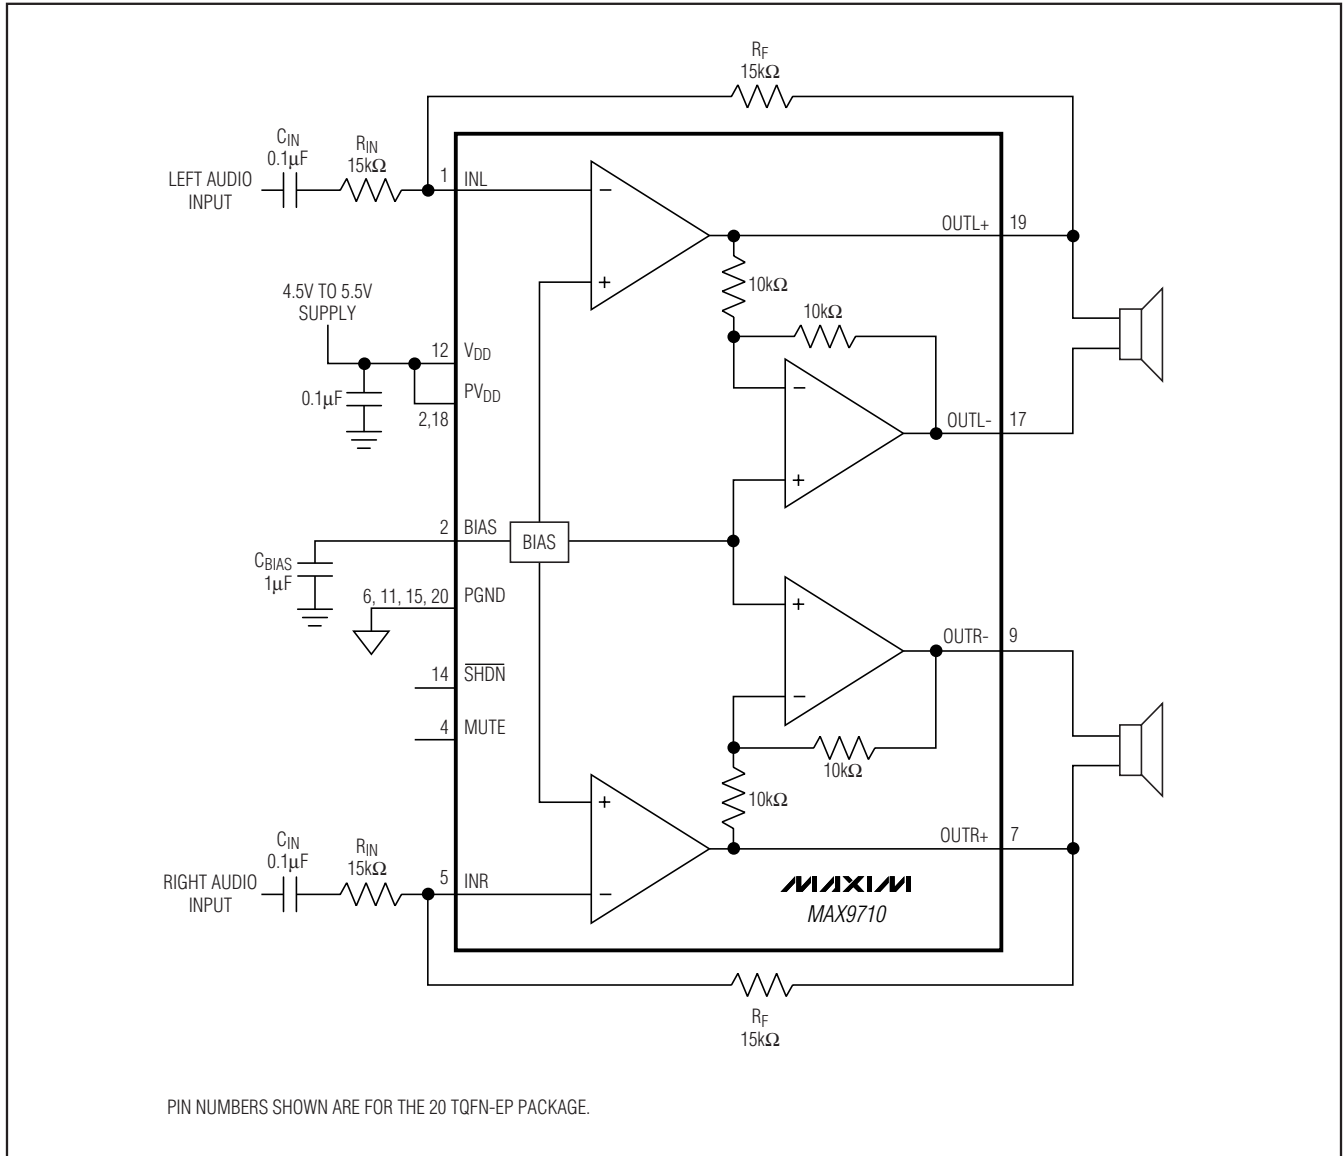 RF
15kΩ
CIN
0.1µF
RIN
15kΩ
LEFT AUDIO
INPUT
1
INL
−
+
OUTL+
19
10kΩ
10kΩ
4.5V TO 5.5V
SUPPLY
12
VDD
0.1µF
PVDD
2,18
−
+
OUTL-
17
2
BIAS
BIAS
CBIAS
1µF
6, 11, 15, 20
PGND
+
−
OUTR-
9
14
SHDN
4
MUTE
10kΩ
10kΩ
+
−
OUTR+
7
CIN
0.1µF
RIN
15kΩ
RIGHT AUDIO
INPUT
5
INR
MAXIM
MAX9710
RF
15kΩ
PIN NUMBERS SHOWN ARE FOR THE 20 TQFN-EP PACKAGE.